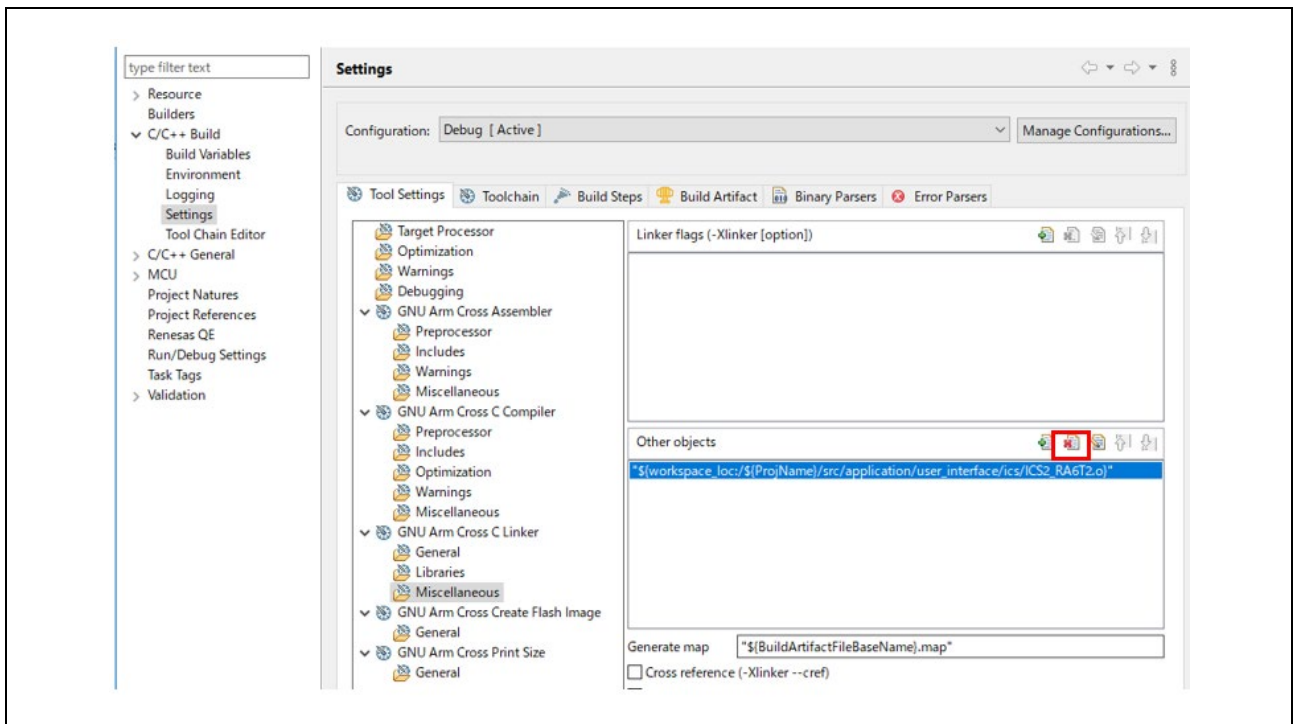 type filter text
Resource
Builders
C/C++ Build
Build Variables
Environment
Logging
Settings
Tool Chain Editor
C/C++ General
MCU
Project Natures
Project References
Renesas QE
Run/Debug Settings
Task Tags
Validation
Settings
Configuration: Debug [ Active ] Manage Configurations...
Tool Settings Toolchain Build Steps Build Artifact Binary Parsers Error Parsers
Target Processor
Optimization
Warnings
Debugging
GNU Arm Cross Assembler
Preprocessor
Includes
Warnings
Miscellaneous
GNU Arm Cross C Compiler
Preprocessor
Includes
Optimization
Warnings
Miscellaneous
GNU Arm Cross C Linker
General
Libraries
Miscellaneous
GNU Arm Cross Create Flash Image
General
GNU Arm Cross Print Size
General
Linker flags (-Xlinker [option])
Other objects
"${workspace_loc:/${ProjName}/src/application/user_interface/ics/ICS2_RA6T2.o}"
Generate map "${BuildArtifactFileBaseName}.map"
Cross reference (-Xlinker --cref)